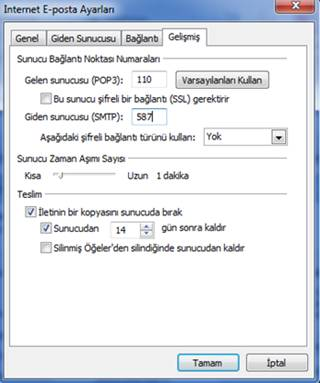 Internet E-posta Ayarları
Genel Giden Sunucusu Bağlantı Gelişmiş
Sunucu Bağlantı Noktası Numaraları
Gelen sunucusu (POP3): 110 Varsayılanları Kullan
Bu sunucu şifreli bir bağlantı (SSL) gerektirir
Giden sunucusu (SMTP): 587
Aşağıdaki şifreli bağlantı türünü kullan: Yok
Sunucu Zaman Aşımı Sayısı
Kısa Uzun 1 dakika
Teslim
İletinin bir kopyasını sunucuda bırak
Sunucudan 14 gün sonra kaldır
Silinmiş Öğeler'den silindiğinde sunucudan kaldır
Tamam İptal